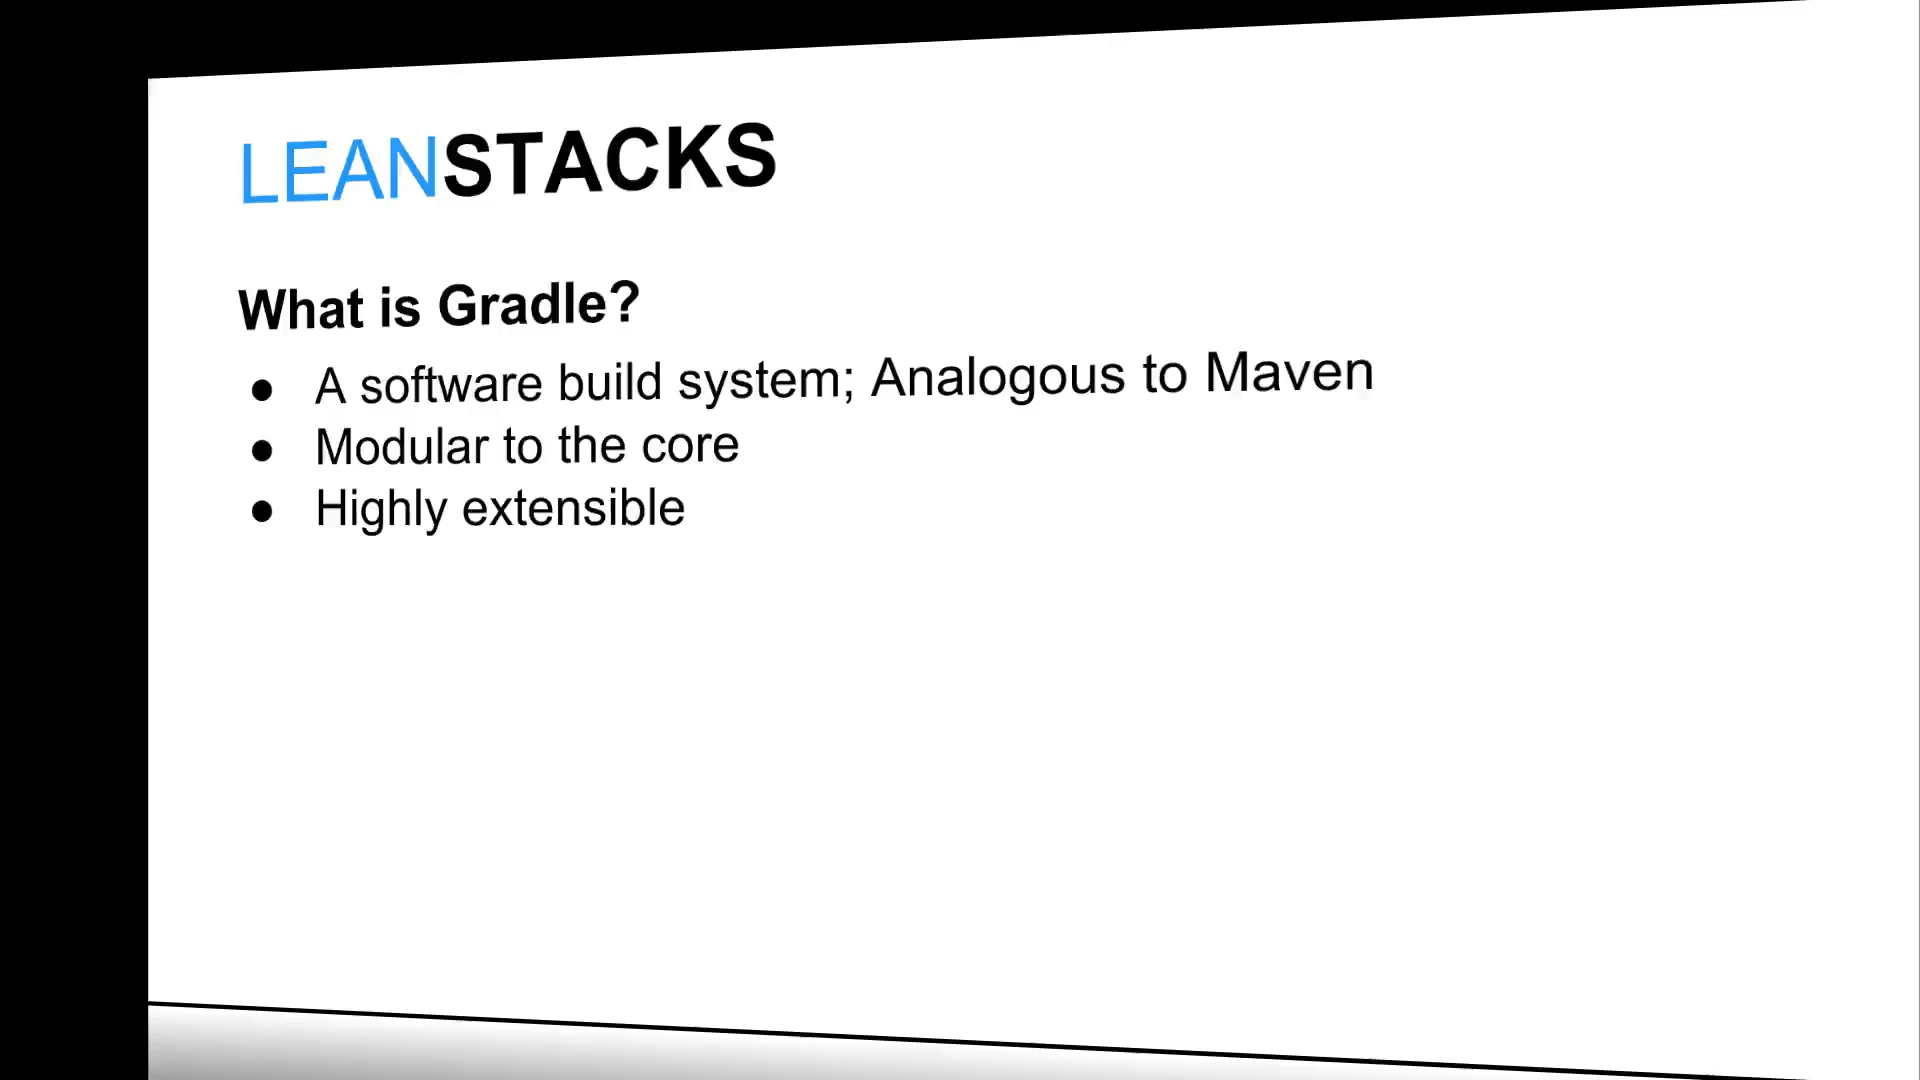 LEANSTACKS
What is Gradle?
● A software build system; Analogous to Maven
● Modular to the core
● Highly extensible